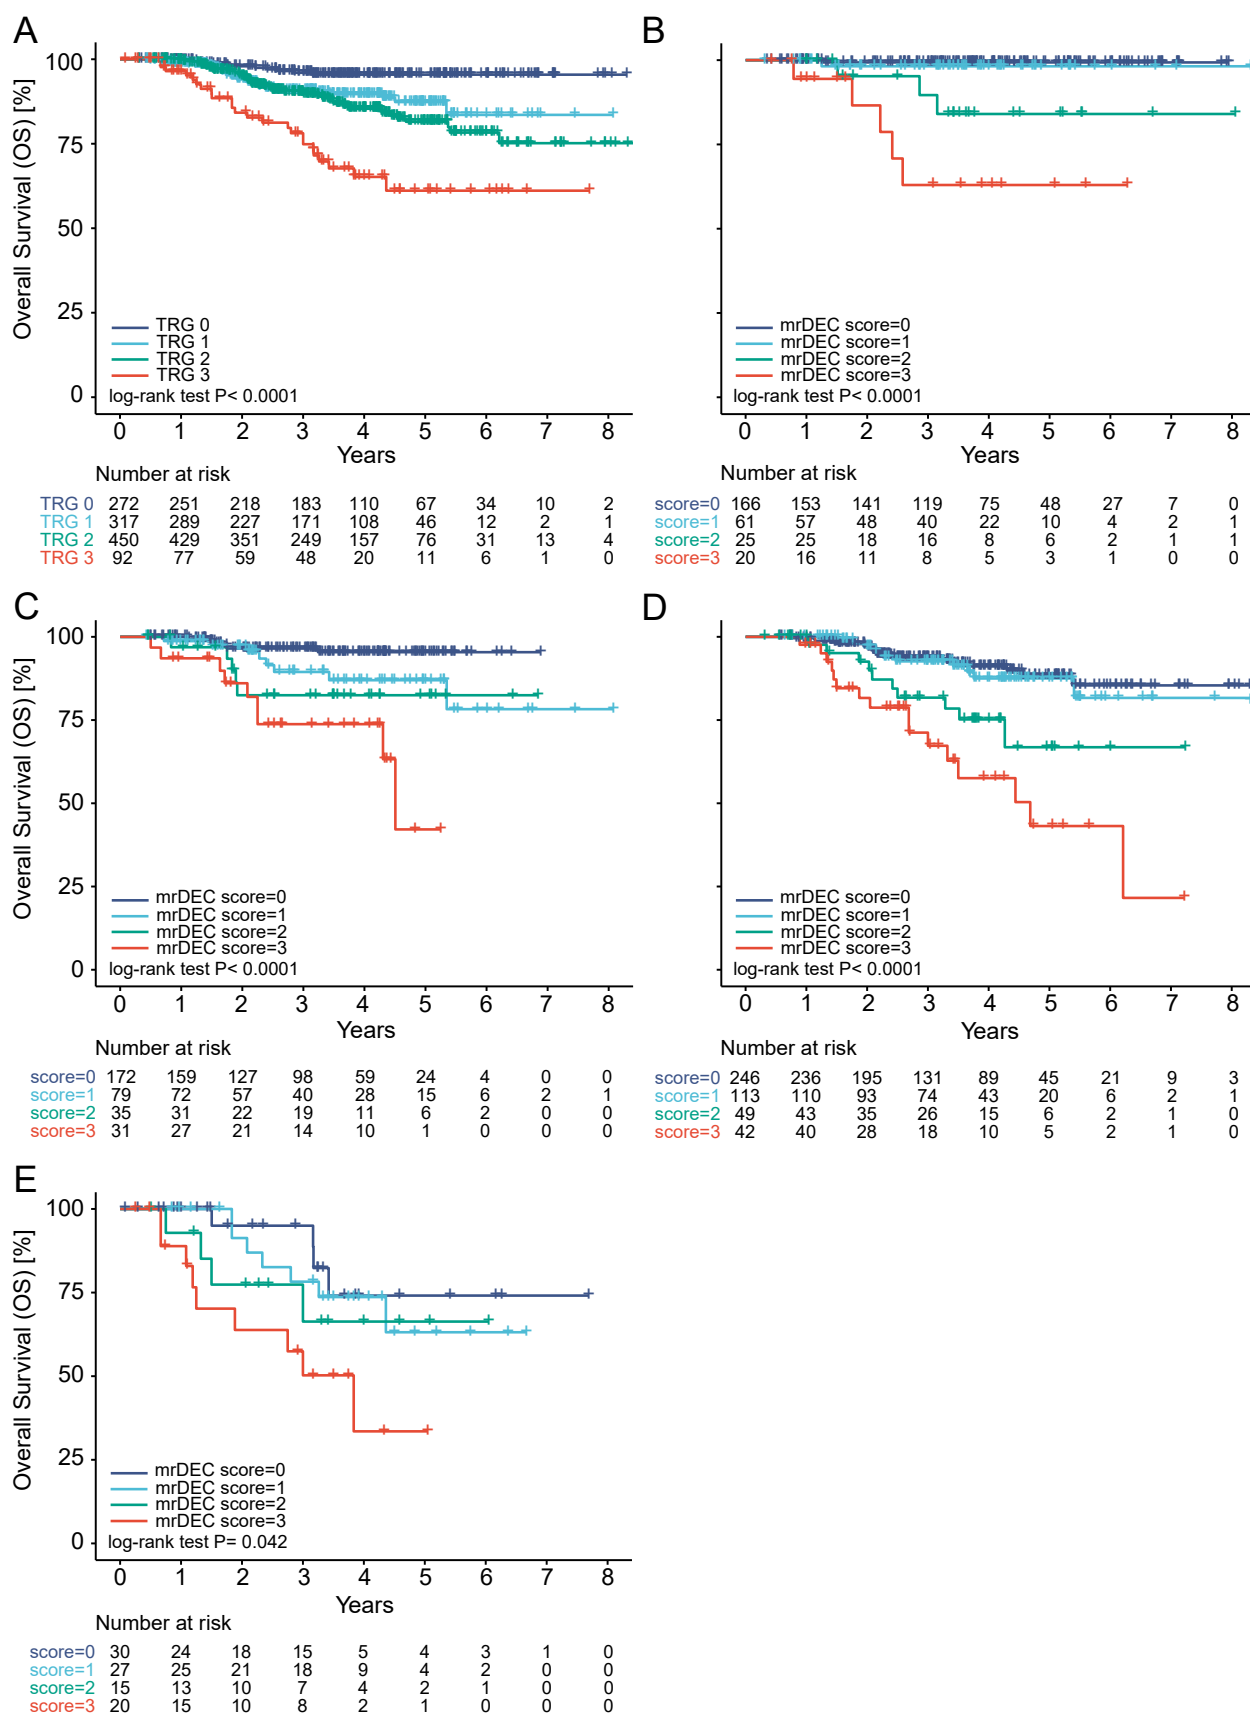 A
Overall Survival (OS) [%]
100
75
50
25
0
TRG 0
TRG 1
TRG 2
TRG 3
log-rank test P< 0.0001
0 1 2 3 4 5 6 7 8
Years
Number at risk
TRG 0 272 251 218 183 110 67 34 10 2
TRG 1 317 289 227 171 108 46 12 2 1
TRG 2 450 429 351 249 157 76 31 13 4
TRG 3 92 77 59 48 20 11 6 1 0
B
mrDEC score=0
mrDEC score=1
mrDEC score=2
mrDEC score=3
log-rank test P< 0.0001
0 1 2 3 4 5 6 7 8
Years
Number at risk
score=0 166 153 141 119 75 48 27 7 0
score=1 61 57 48 40 22 10 4 2 1
score=2 25 25 18 16 8 6 2 1 1
score=3 20 16 11 8 5 3 1 0 0
C
Overall Survival (OS) [%]
100
75
50
25
0
mrDEC score=0
mrDEC score=1
mrDEC score=2
mrDEC score=3
log-rank test P< 0.0001
0 1 2 3 4 5 6 7 8
Years
Number at risk
score=0 172 159 127 98 59 24 4 0 0
score=1 79 72 57 40 28 15 6 2 1
score=2 35 31 22 19 11 6 2 0 0
score=3 31 27 21 14 10 1 0 0 0
D
mrDEC score=0
mrDEC score=1
mrDEC score=2
mrDEC score=3
log-rank test P< 0.0001
0 1 2 3 4 5 6 7 8
Years
Number at risk
score=0 246 236 195 131 89 45 21 9 3
score=1 113 110 93 74 43 20 6 2 1
score=2 49 43 35 26 15 6 2 1 0
score=3 42 40 28 18 10 5 2 1 0
E
Overall Survival (OS) [%]
100
75
50
25
0
mrDEC score=0
mrDEC score=1
mrDEC score=2
mrDEC score=3
log-rank test P= 0.042
0 1 2 3 4 5 6 7 8
Years
Number at risk
score=0 30 24 18 15 5 4 3 1 0
score=1 27 25 21 18 9 4 2 0 0
score=2 15 13 10 7 4 2 1 0 0
score=3 20 15 10 8 2 1 0 0 0